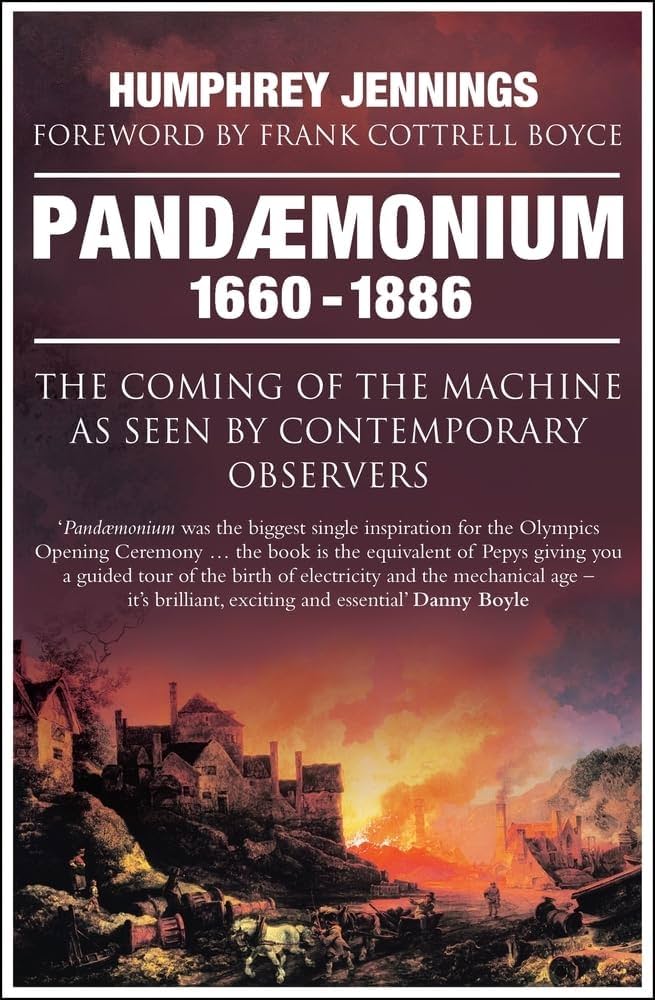 HUMPHREY JENNINGS
FOREWORD BY FRANK COTTRELL BOYCE
PANDÆMONIUM
1660-1886
THE COMING OF THE MACHINE
AS SEEN BY CONTEMPORARY
OBSERVERS
‘Pandæmonium was the biggest single inspiration for the Olympics
Opening Ceremony … the book is the equivalent of Pepys giving you
a guided tour of the birth of electricity and the mechanical age –
it’s brilliant, exciting and essential’ Danny Boyle